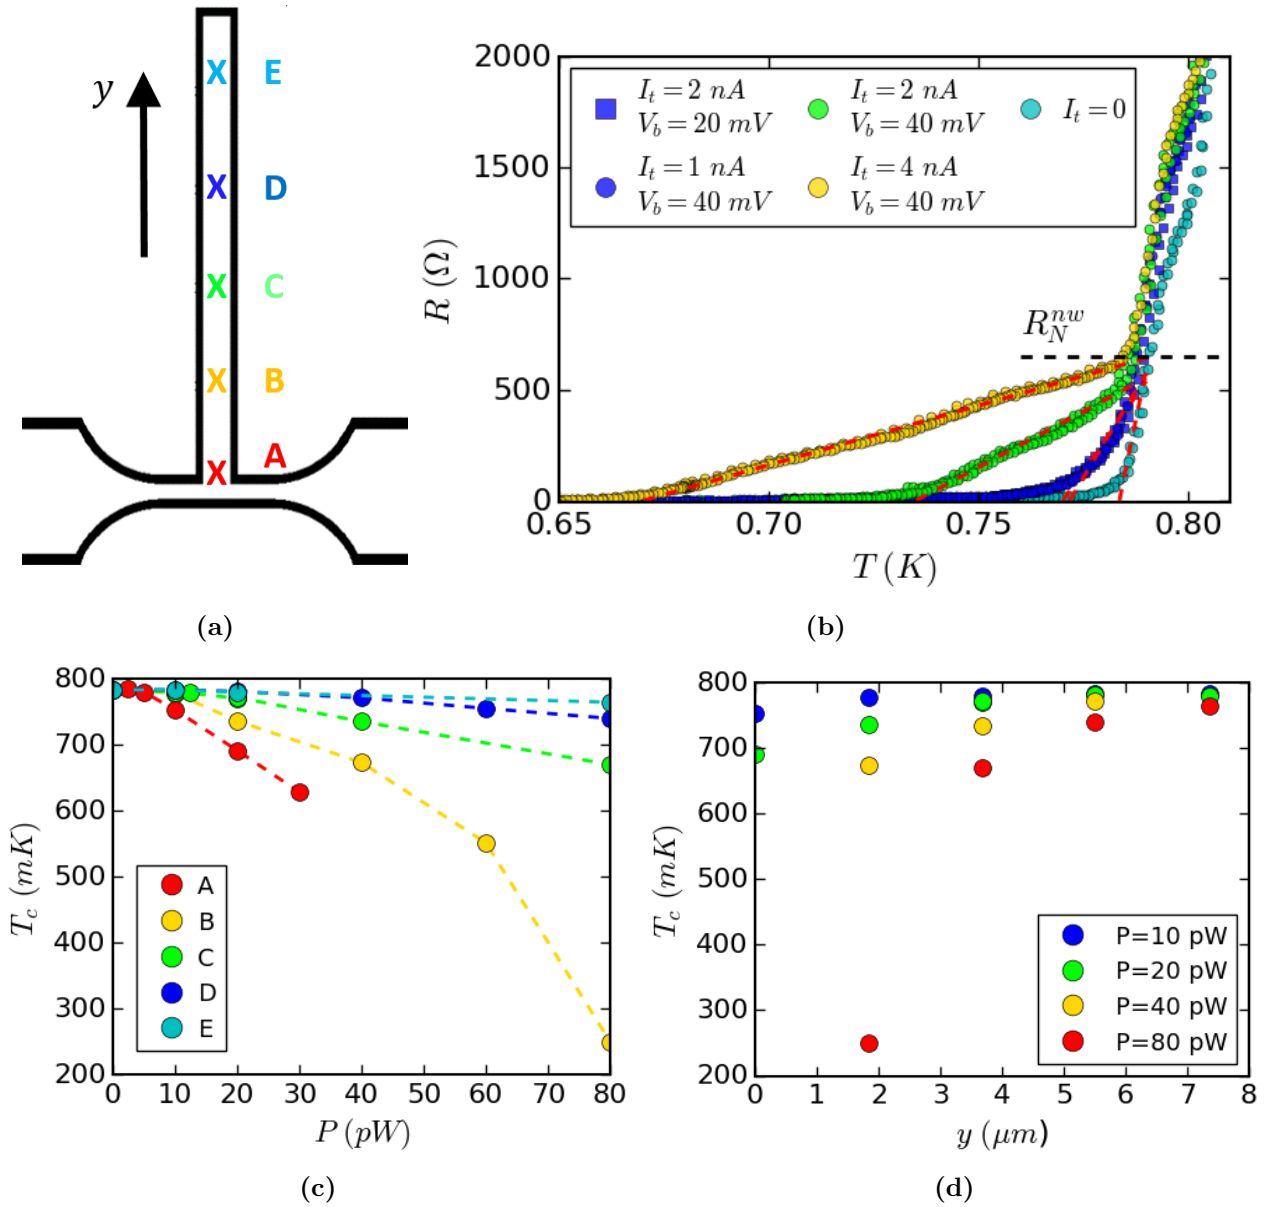 y
X E
X D
X C
X B
X A
(a)
2000
1500
1000
500
0
0.65 0.70 0.75 0.80
R (Ω)
T (K)
I_t = 2 nA
V_b = 20 mV
I_t = 1 nA
V_b = 40 mV
I_t = 2 nA
V_b = 40 mV
I_t = 4 nA
V_b = 40 mV
I_t = 0
R_N^{nw}
(b)
800
700
600
500
400
300
200
0 10 20 30 40 50 60 70 80
T_c (mK)
P (pW)
A
B
C
D
E
(c)
800
700
600
500
400
300
200
0 1 2 3 4 5 6 7 8
T_c (mK)
y (μm)
P=10 pW
P=20 pW
P=40 pW
P=80 pW
(d)